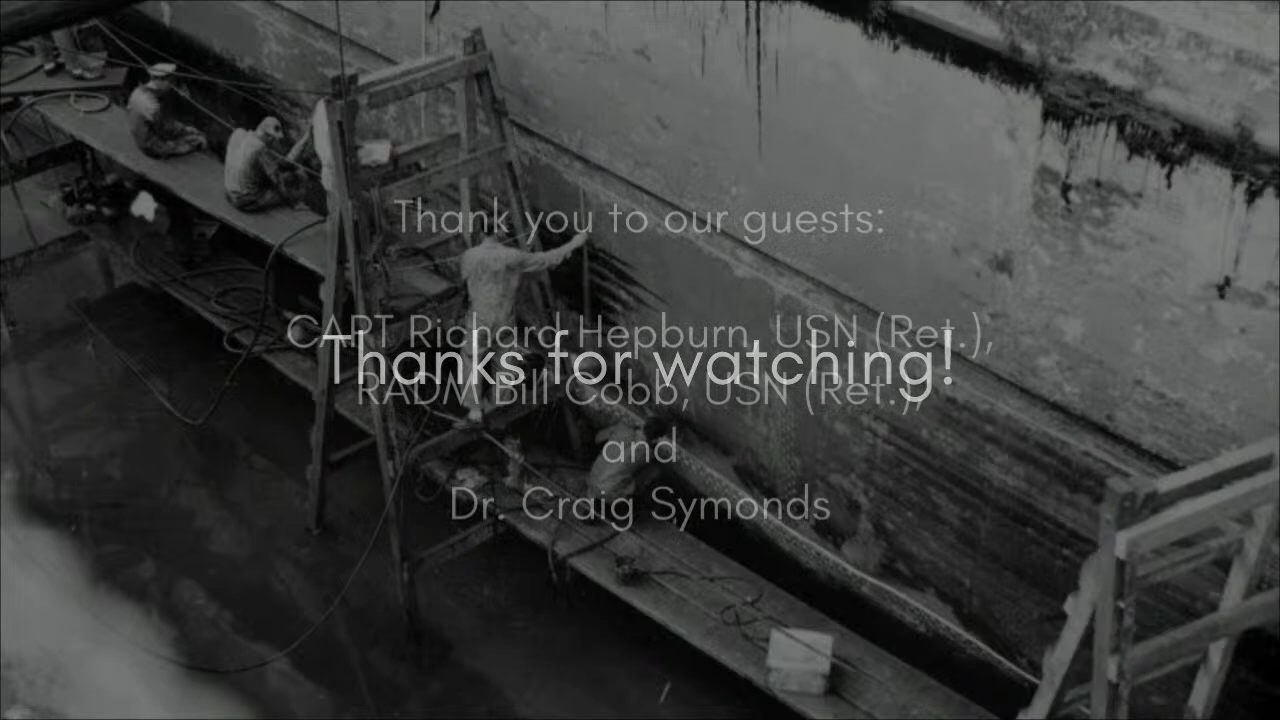 Thank you to our guests:
CAPT Richard Hepburn, USN (Ret.),
Thanks for watching!
RADM Bill Cobb, USN (Ret.),
and
Dr. Craig Symonds